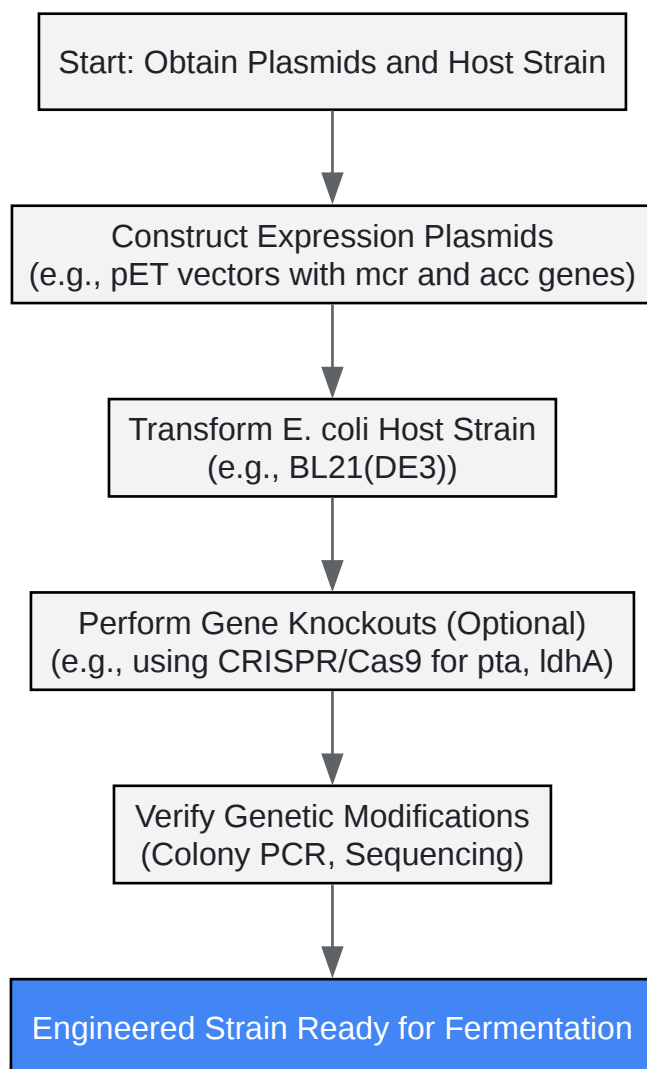 Start: Obtain Plasmids and Host Strain
Construct Expression Plasmids
(e.g., pET vectors with mcr and acc genes)
Transform E. coli Host Strain
(e.g., BL21(DE3))
Perform Gene Knockouts (Optional)
(e.g., using CRISPR/Cas9 for pta, ldhA)
Verify Genetic Modifications
(Colony PCR, Sequencing)
Engineered Strain Ready for Fermentation